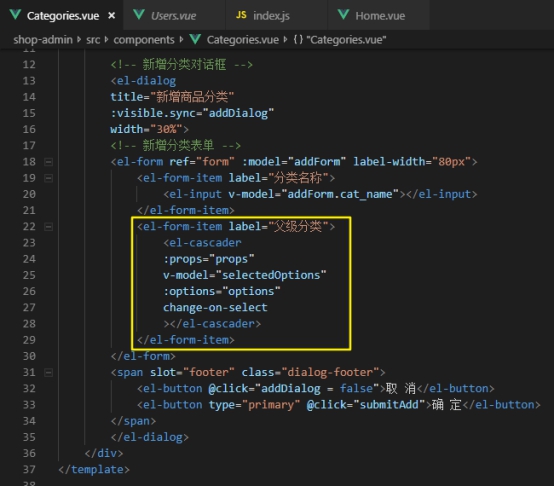 Categories.vue ×
Users.vue
JS index.js
Home.vue
shop-admin > src > components > Categories.vue > {} "Categories.vue"
11
12 <!-- 新增分类对话框 -->
13 <el-dialog
14 title="新增商品分类"
15 :visible.sync="addDialog"
16 width="30%">
17 <!-- 新增分类表单 -->
18 <el-form ref="form" :model="addForm" label-width="80px">
19 <el-form-item label="分类名称">
20 <el-input v-model="addForm.cat_name"></el-input>
21 </el-form-item>
22 <el-form-item label="父级分类">
23 <el-cascader
24 :props="props"
25 v-model="selectedOptions"
26 :options="options"
27 change-on-select
28 ></el-cascader>
29 </el-form-item>
30 </el-form>
31 <span slot="footer" class="dialog-footer">
32 <el-button @click="addDialog = false">取 消</el-button>
33 <el-button type="primary" @click="submitAdd">确 定</el-button>
34 </span>
35 </el-dialog>
36 </div>
37 </template>
38